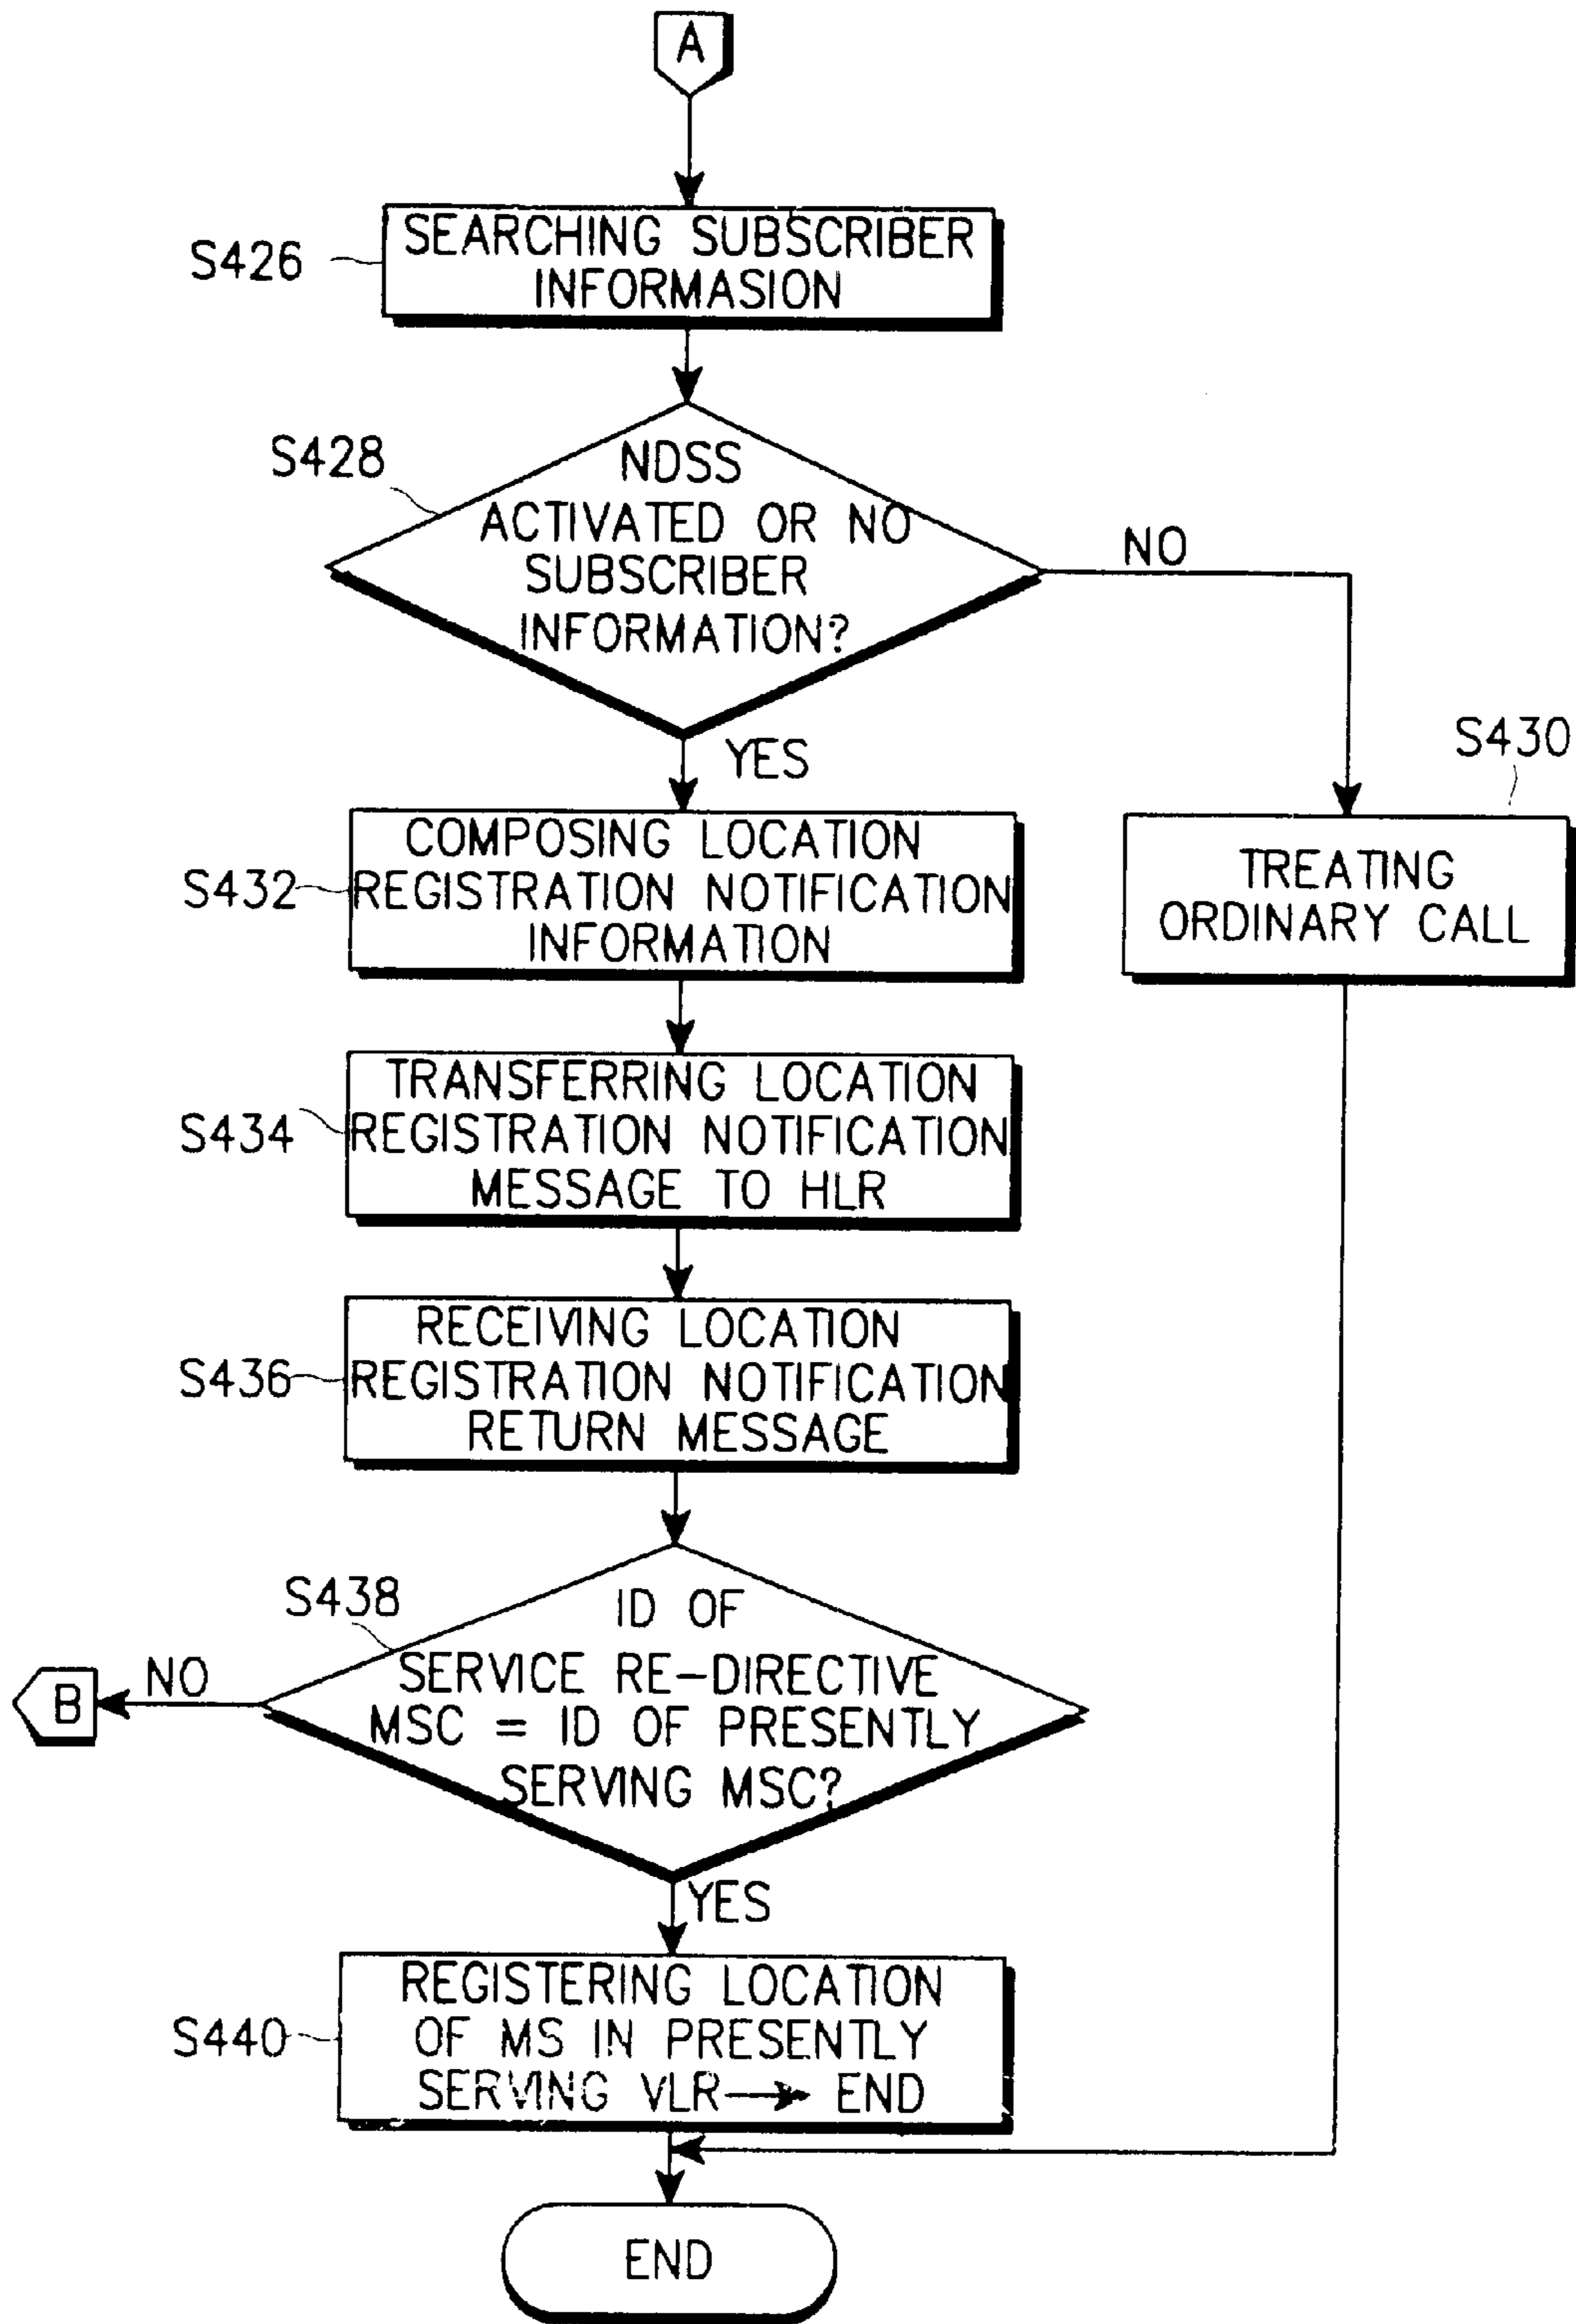 A
S426
SEARCHING SUBSCRIBER
INFORMASION
S428
NDSS
ACTIVATED OR NO
SUBSCRIBER
INFORMATION?
NO
YES
S430
TREATING
ORDINARY CALL
S432
COMPOSING LOCATION
REGISTRATION NOTIFICATION
INFORMATION
S434
TRANSFERRING LOCATION
REGISTRATION NOTIFICATION
MESSAGE TO HLR
S436
RECEIVING LOCATION
REGISTRATION NOTIFICATION
RETURN MESSAGE
S438
ID OF
SERVICE RE-DIRECTIVE
MSC = ID OF PRESENTLY
SERVING MSC?
NO
B
YES
S440
REGISTERING LOCATION
OF MS IN PRESENTLY
SERVING VLR → END
END